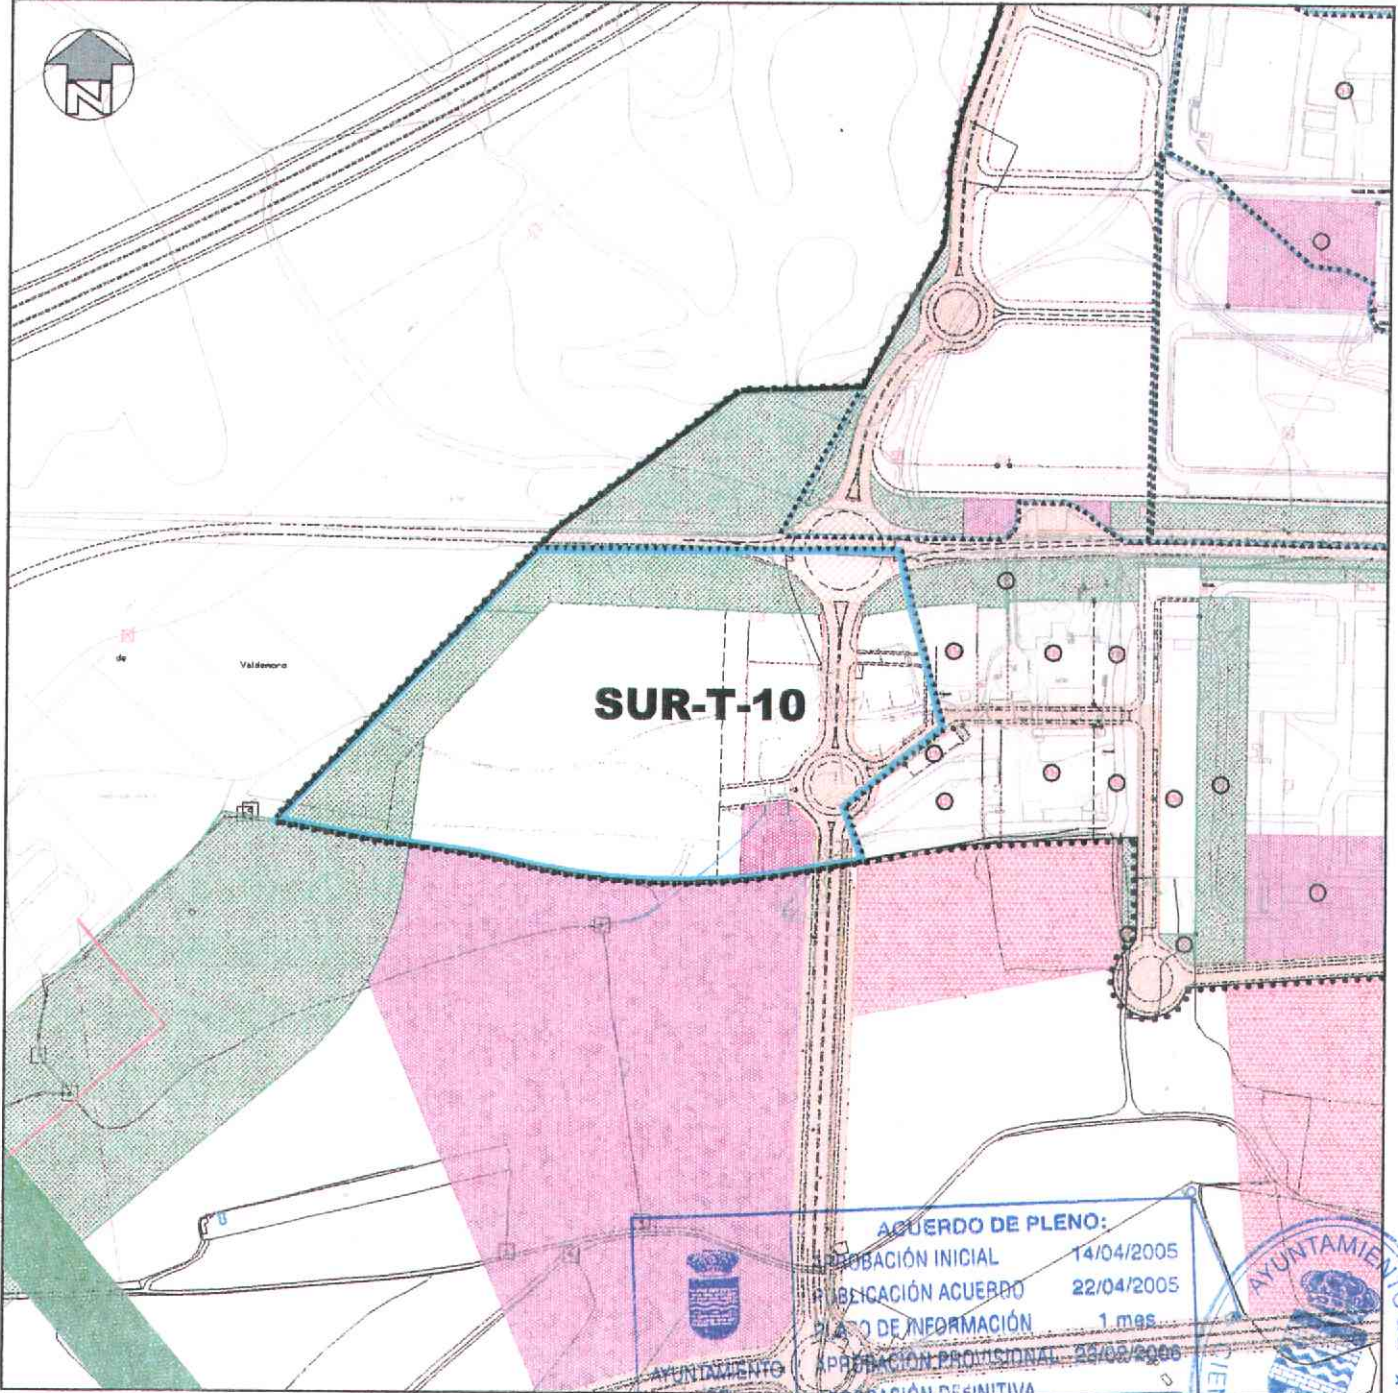 N
de
Valdemoro
SUR-T-10
ACUERDO DE PLENO:
APROBACIÓN INICIAL 14/04/2005
PUBLICACIÓN ACUERDO 22/04/2005
PLAZO DE INFORMACIÓN 1 mes
APROBACIÓN PROVISIONAL
AYUNTAMIENTO
AYUNTAMIENTO